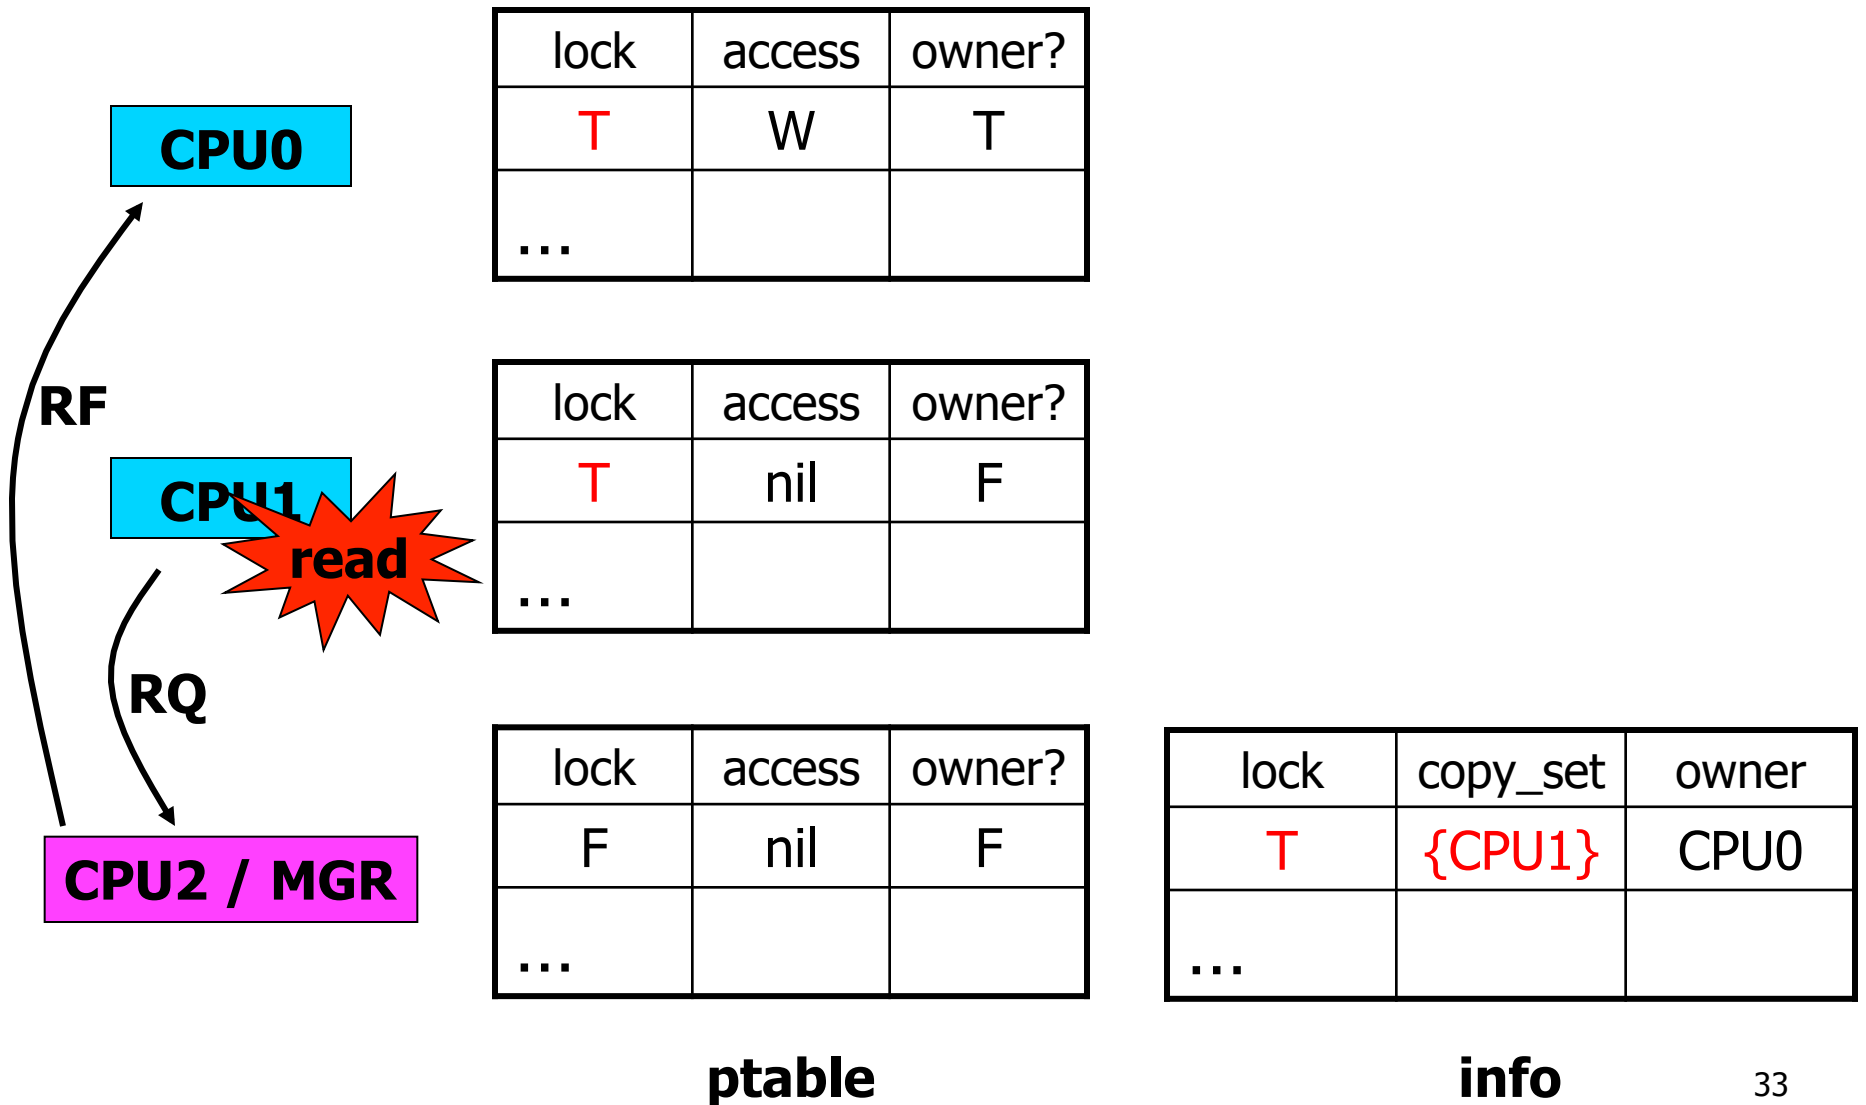 lock access owner?
CPU0
T W T
...
RF
lock access owner?
CPU1
T nil F
read
...
RQ
lock access owner?
lock copy_set owner
CPU2 / MGR
F nil F
T {CPU1} CPU0
...
...
ptable
info
33